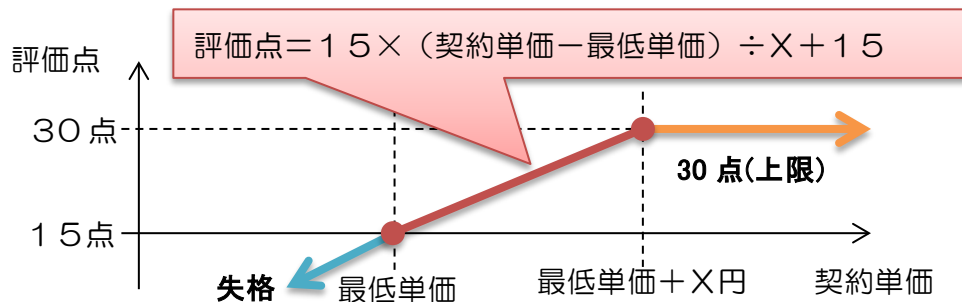 評価点＝１５×（契約単価－最低単価）÷X＋１５
評価点
３０点
30 点(上限)
１５点
失格
最低単価
最低単価＋X円
契約単価